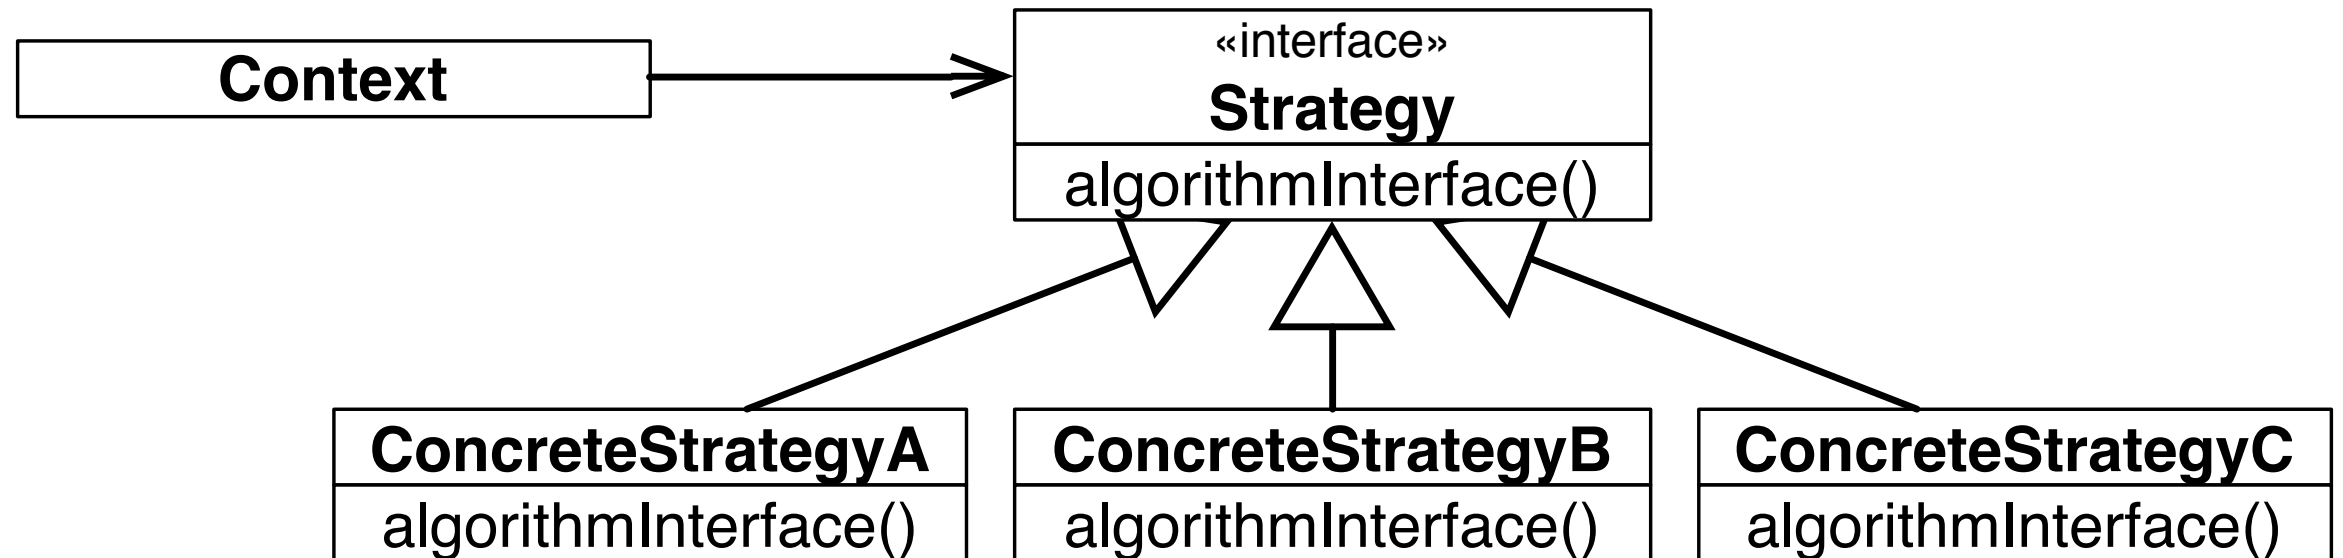 Context
«interface»
Strategy
algorithmInterface()
ConcreteStrategyA
ConcreteStrategyB
ConcreteStrategyC
algorithmInterface()
algorithmInterface()
algorithmInterface()